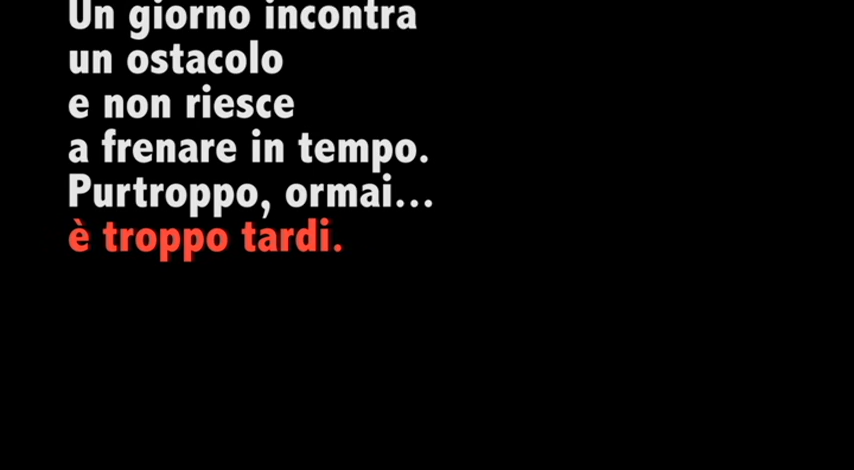 Un giorno incontra
un ostacolo
e non riesce
a frenare in tempo.
Purtroppo, ormai...
è troppo tardi.